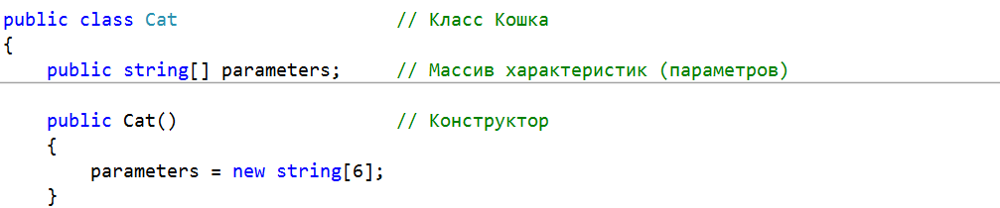 public class Cat // Класс Кошка
{
public string[] parameters; // Массив характеристик (параметров)
public Cat() // Конструктор
{
parameters = new string[6];
}